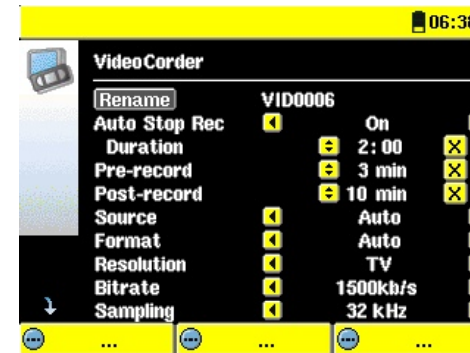 06:38
VideoCorder
Rename VID0006
Auto Stop Rec On
Duration 2:00 X
Pre-record 3 min X
Post-record 10 min
Source Auto
Format Auto
Resolution TV
Bitrate 1500kb/s
Sampling 32 kHz
... ... ...